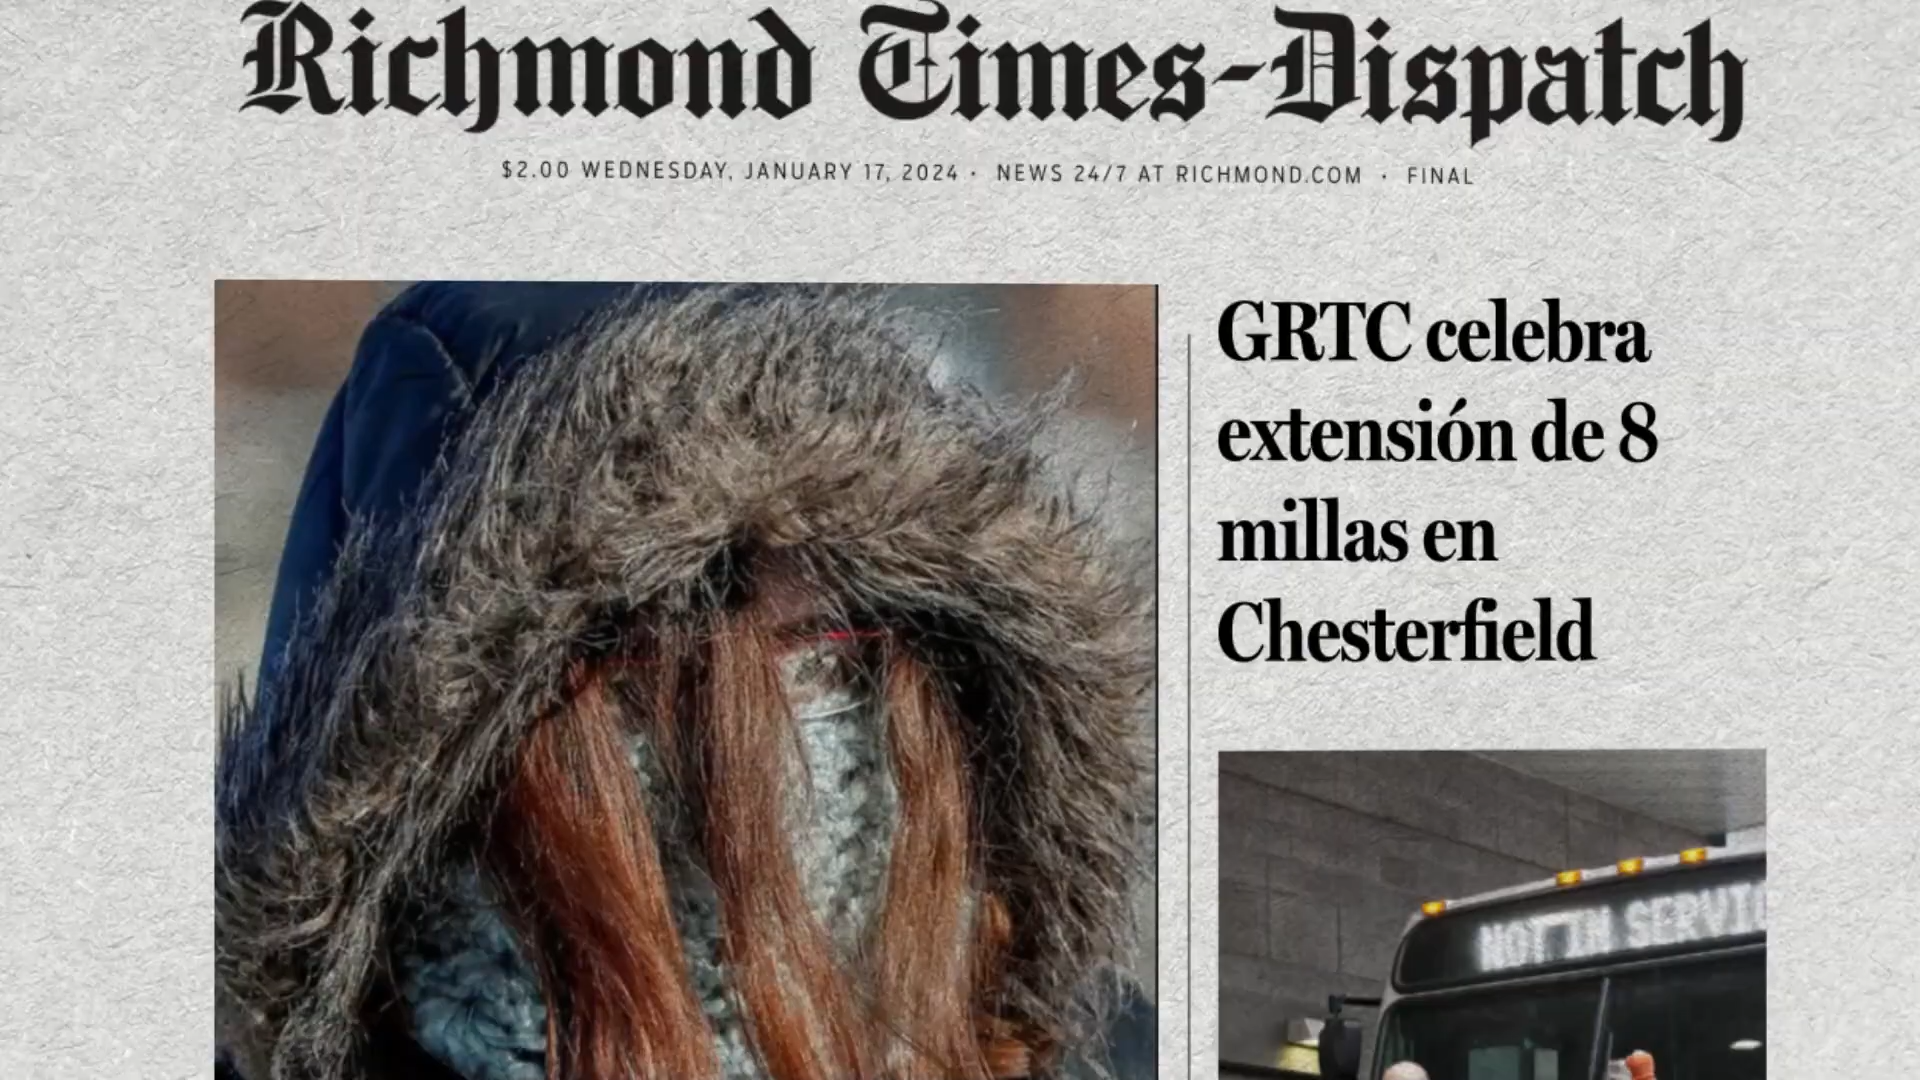 Richmond Times-Dispatch
$2.00 WEDNESDAY, JANUARY 17, 2024 · NEWS 24/7 AT RICHMOND.COM · FINAL
GRTC celebra
extensión de 8
millas en
Chesterfield
NOT IN SERVIC